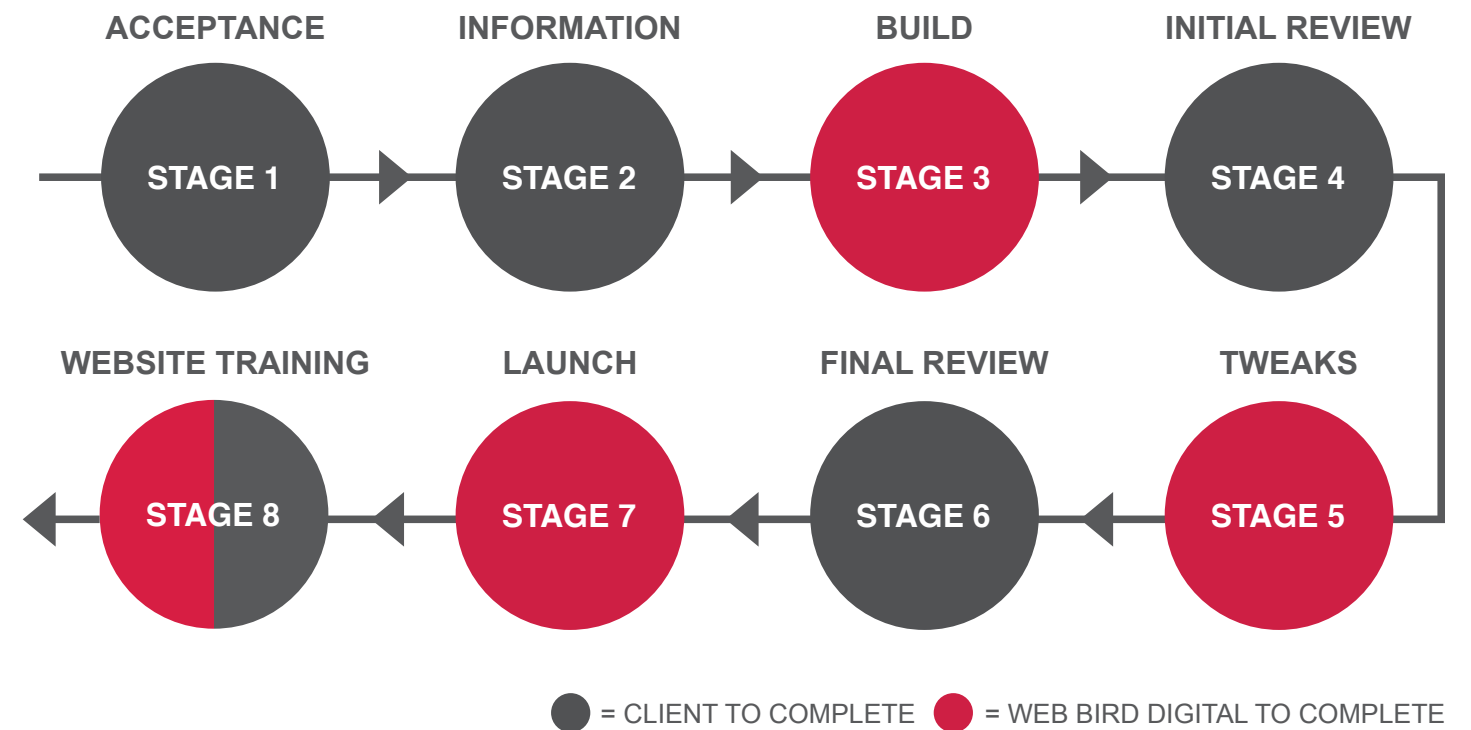 ACCEPTANCE
STAGE 1
INFORMATION
STAGE 2
BUILD
STAGE 3
INITIAL REVIEW
STAGE 4
TWEAKS
STAGE 5
FINAL REVIEW
STAGE 6
LAUNCH
STAGE 7
WEBSITE TRAINING
STAGE 8
= CLIENT TO COMPLETE
= WEB BIRD DIGITAL TO COMPLETE